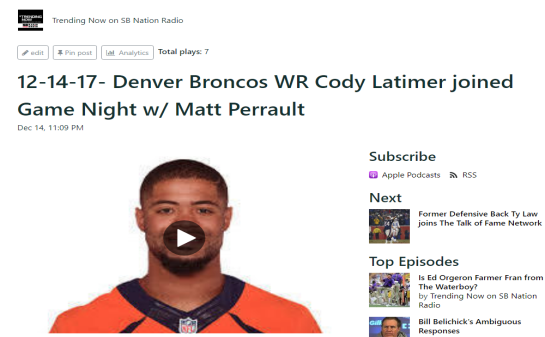 TRENDING
NOW
Trending Now on SB Nation Radio
edit
Pin post
Analytics
Total plays: 7
12-14-17- Denver Broncos WR Cody Latimer joined
Game Night w/ Matt Perrault
Dec 14, 11:09 PM
Subscribe
Apple Podcasts
RSS
Next
Former Defensive Back Ty Law
joins The Talk of Fame Network
Top Episodes
Is Ed Orgeron Farmer Fran from
The Waterboy?
by Trending Now on SB Nation
Radio
Bill Belichick's Ambiguous
Responses
NFL